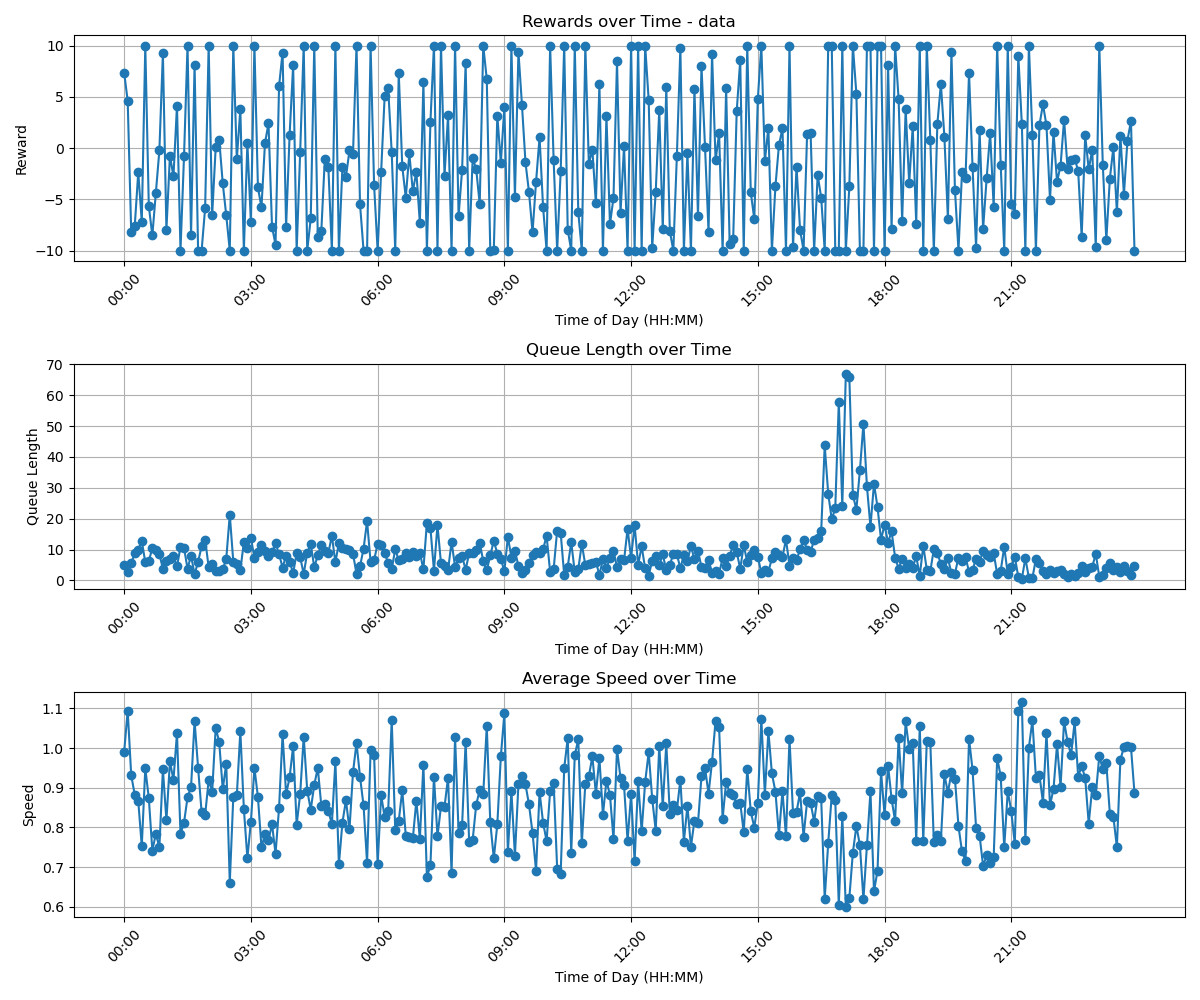 Rewards over Time - data
Reward
10
5
0
−5
−10
00:00 03:00 06:00 09:00 12:00 15:00 18:00 21:00
Time of Day (HH:MM)
Queue Length over Time
Queue Length
70
60
50
40
30
20
10
0
00:00 03:00 06:00 09:00 12:00 15:00 18:00 21:00
Time of Day (HH:MM)
Average Speed over Time
Speed
1.1
1.0
0.9
0.8
0.7
0.6
00:00 03:00 06:00 09:00 12:00 15:00 18:00 21:00
Time of Day (HH:MM)